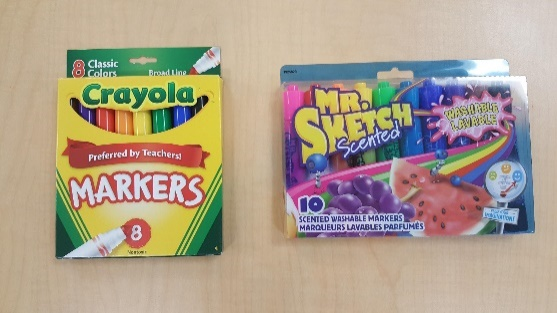 8 Classic
Colors
Broad Line
Crayola
Preferred by Teachers!
MARKERS
8
Nontoxic
MR.
SKETCH
Scented
WASHABLE
LAVABLE
10
SCENTED WASHABLE MARKERS
MARQUEURS LAVABLES PARFUMÉS